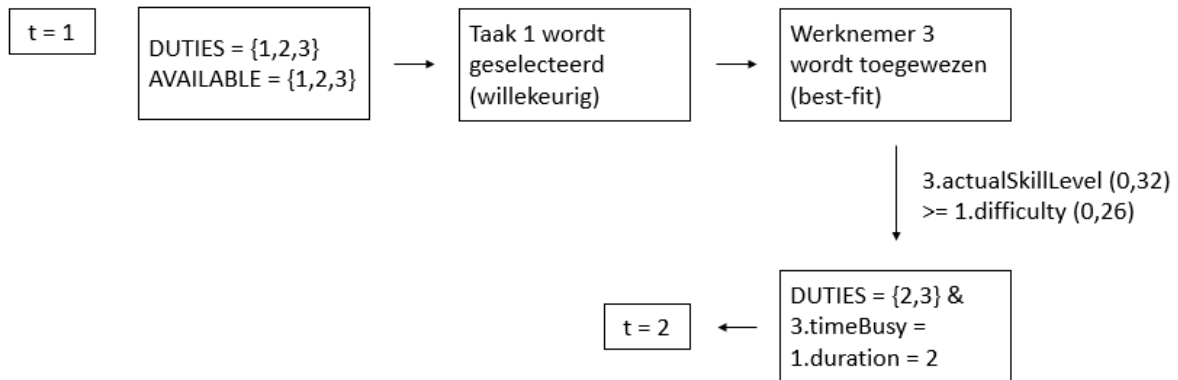 t = 1
DUTIES = {1,2,3}
AVAILABLE = {1,2,3}
Taak 1 wordt
geselecteerd
(willekeurig)
Werknemer 3
wordt toegewezen
(best-fit)
3.actualSkillLevel (0,32)
>= 1.difficulty (0,26)
DUTIES = {2,3} &
3.timeBusy =
1.duration = 2
t = 2